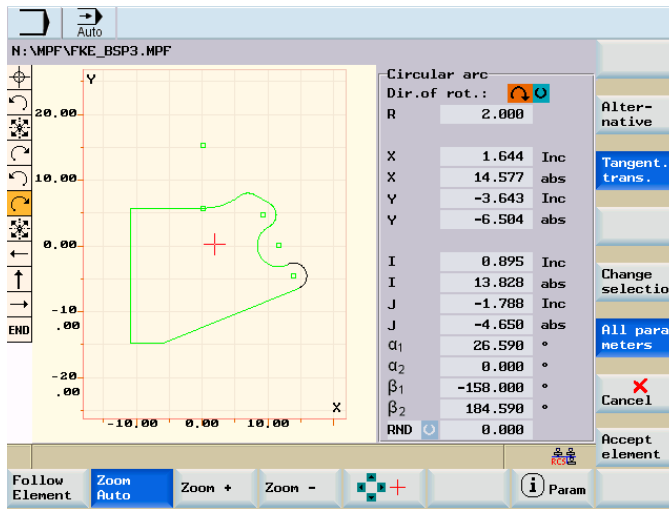 Auto
N:\MPF\FKE_BSP3.MPF
Y
20.00
10.00
0.00
-10
.00
-20
.00
-10.00 0.00 10.00
X
END
Circular arc
Dir.of rot.:
R 2.000
X 1.644 Inc
X 14.577 abs
Y -3.643 Inc
Y -6.504 abs
I 0.895 Inc
I 13.828 abs
J -1.788 Inc
J -4.650 abs
α1 26.590 °
α2 0.000 °
β1 -158.000 °
β2 184.590 °
RND 0.000
Alter-
native
Tangent.
trans.
Change
selectio
All para
meters
Cancel
Accept
element
RCS
Follow
Element
Zoom
Auto
Zoom +
Zoom -
i Param